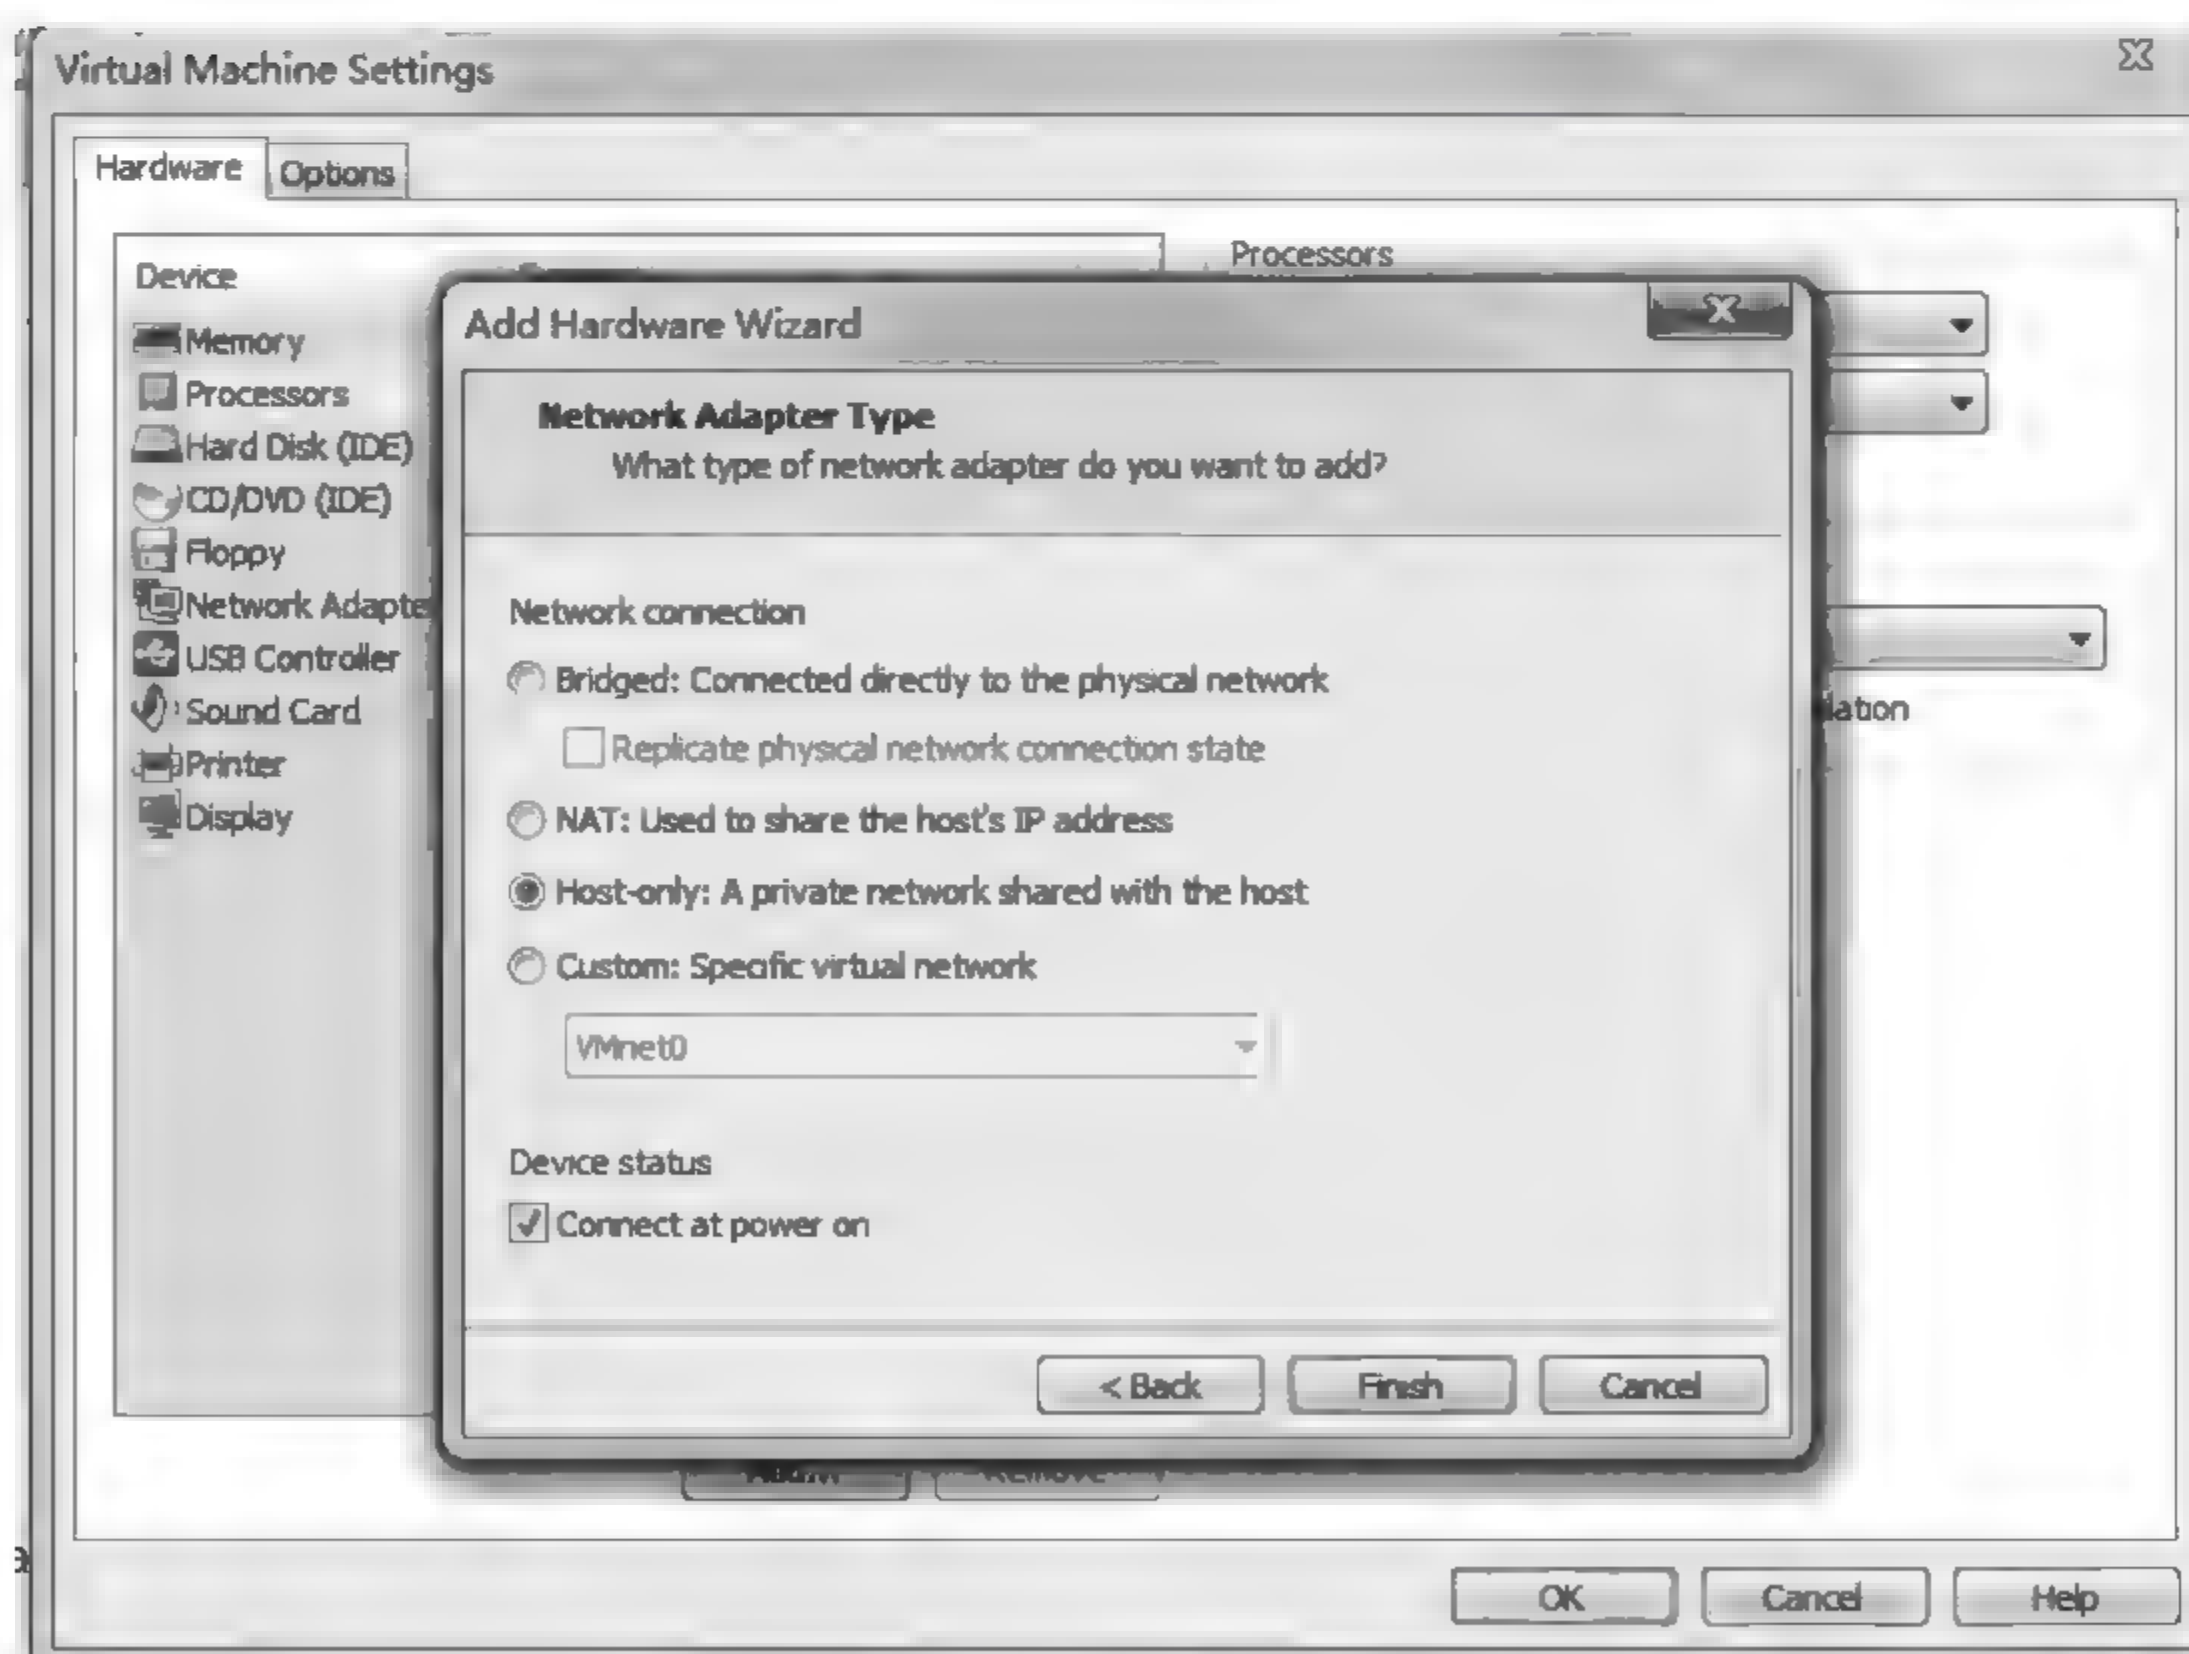 Virtual Machine Settings
Hardware
Options
Device
Memory
Processors
Hard Disk (IDE)
CD/DVD (IDE)
Floppy
Network Adapte
USB Controller
Sound Card
Printer
Display
Processors
lation
Add Hardware Wizard
Network Adapter Type
What type of network adapter do you want to add?
Network connection
Bridged: Connected directly to the physical network
Replicate physical network connection state
NAT: Used to share the host's IP address
Host-only: A private network shared with the host
Custom: Specific virtual network
VMnet0
Device status
Connect at power on
< Back
Finish
Cancel
Remove
OK
Cancel
Help